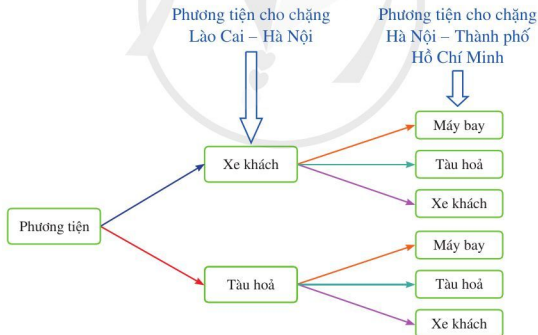 Phương tiện cho chặng
Lào Cai – Hà Nội
Phương tiện cho chặng
Hà Nội – Thành phố
Hồ Chí Minh
Máy bay
Xe khách
Tàu hoả
Xe khách
Phương tiện
Máy bay
Tàu hoả
Tàu hoả
Xe khách